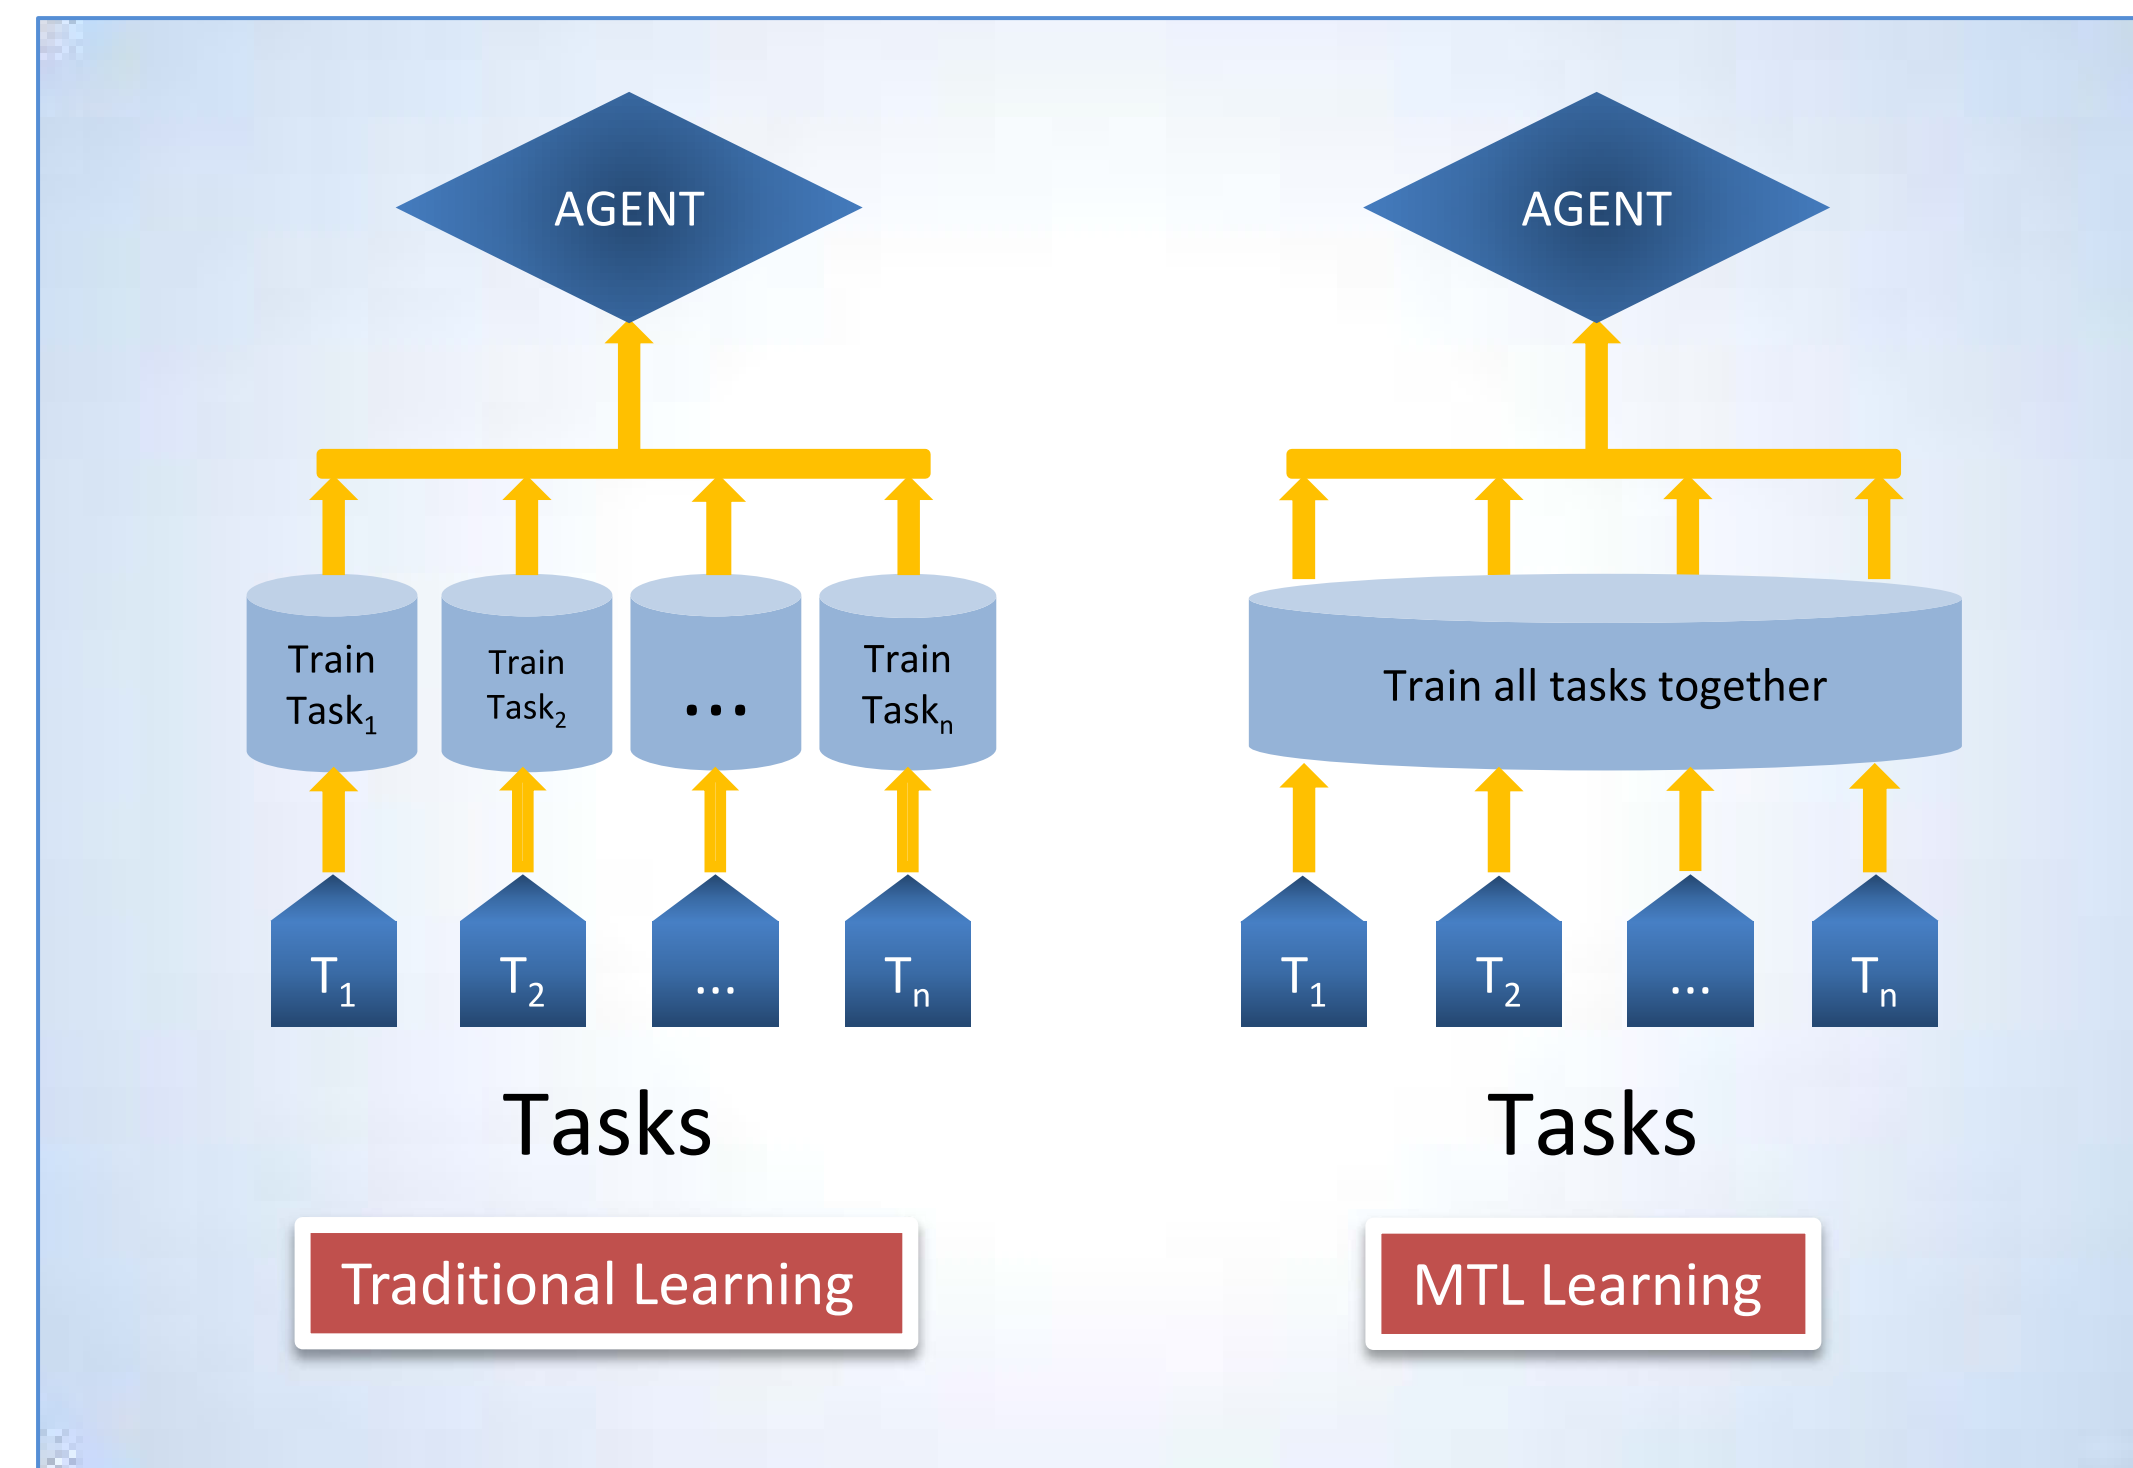 AGENT
Train
Task1
Train
Task2
...
Train
Taskn
T1
T2
...
Tn
Tasks
Traditional Learning
AGENT
Train all tasks together
T1
T2
...
Tn
Tasks
MTL Learning